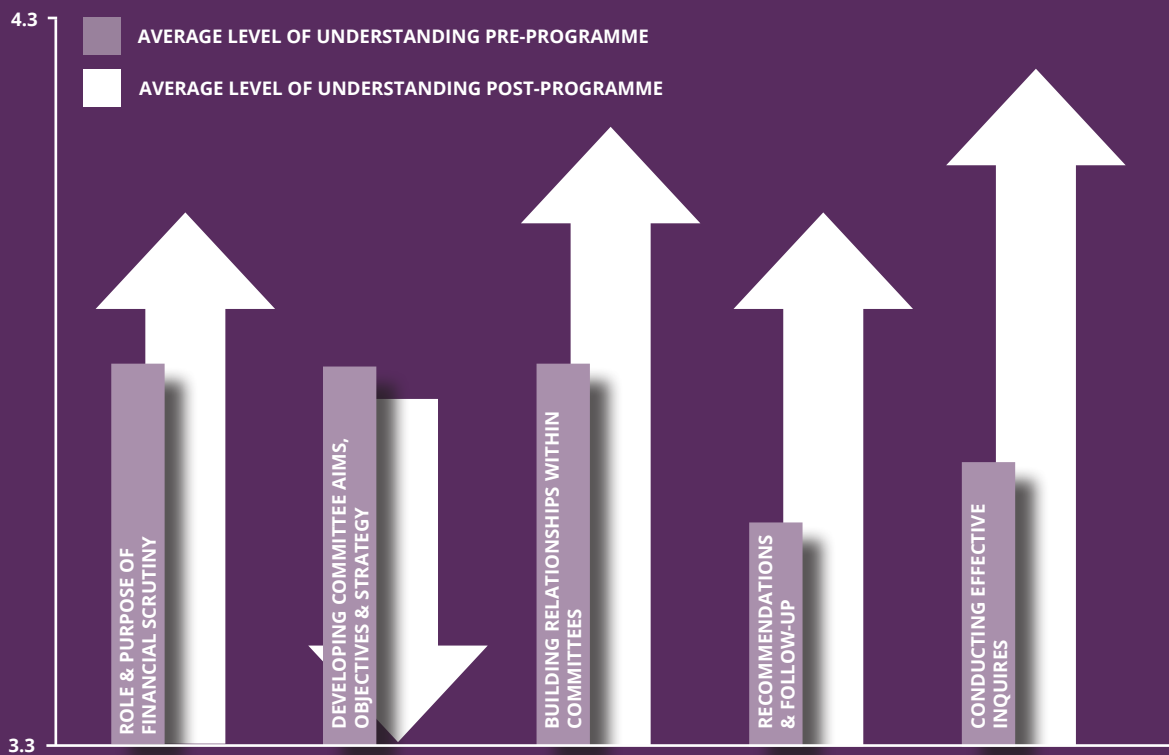 4.3
AVERAGE LEVEL OF UNDERSTANDING PRE-PROGRAMME
AVERAGE LEVEL OF UNDERSTANDING POST-PROGRAMME
ROLE & PURPOSE OF
FINANCIAL SCRUTINY
DEVELOPING COMMITTEE AIMS,
OBJECTIVES & STRATEGY
BUILDING RELATIONSHIPS WITHIN
COMMITTEES
RECOMMENDATIONS
& FOLLOW-UP
CONDUCTING EFFECTIVE
INQUIRES
3.3